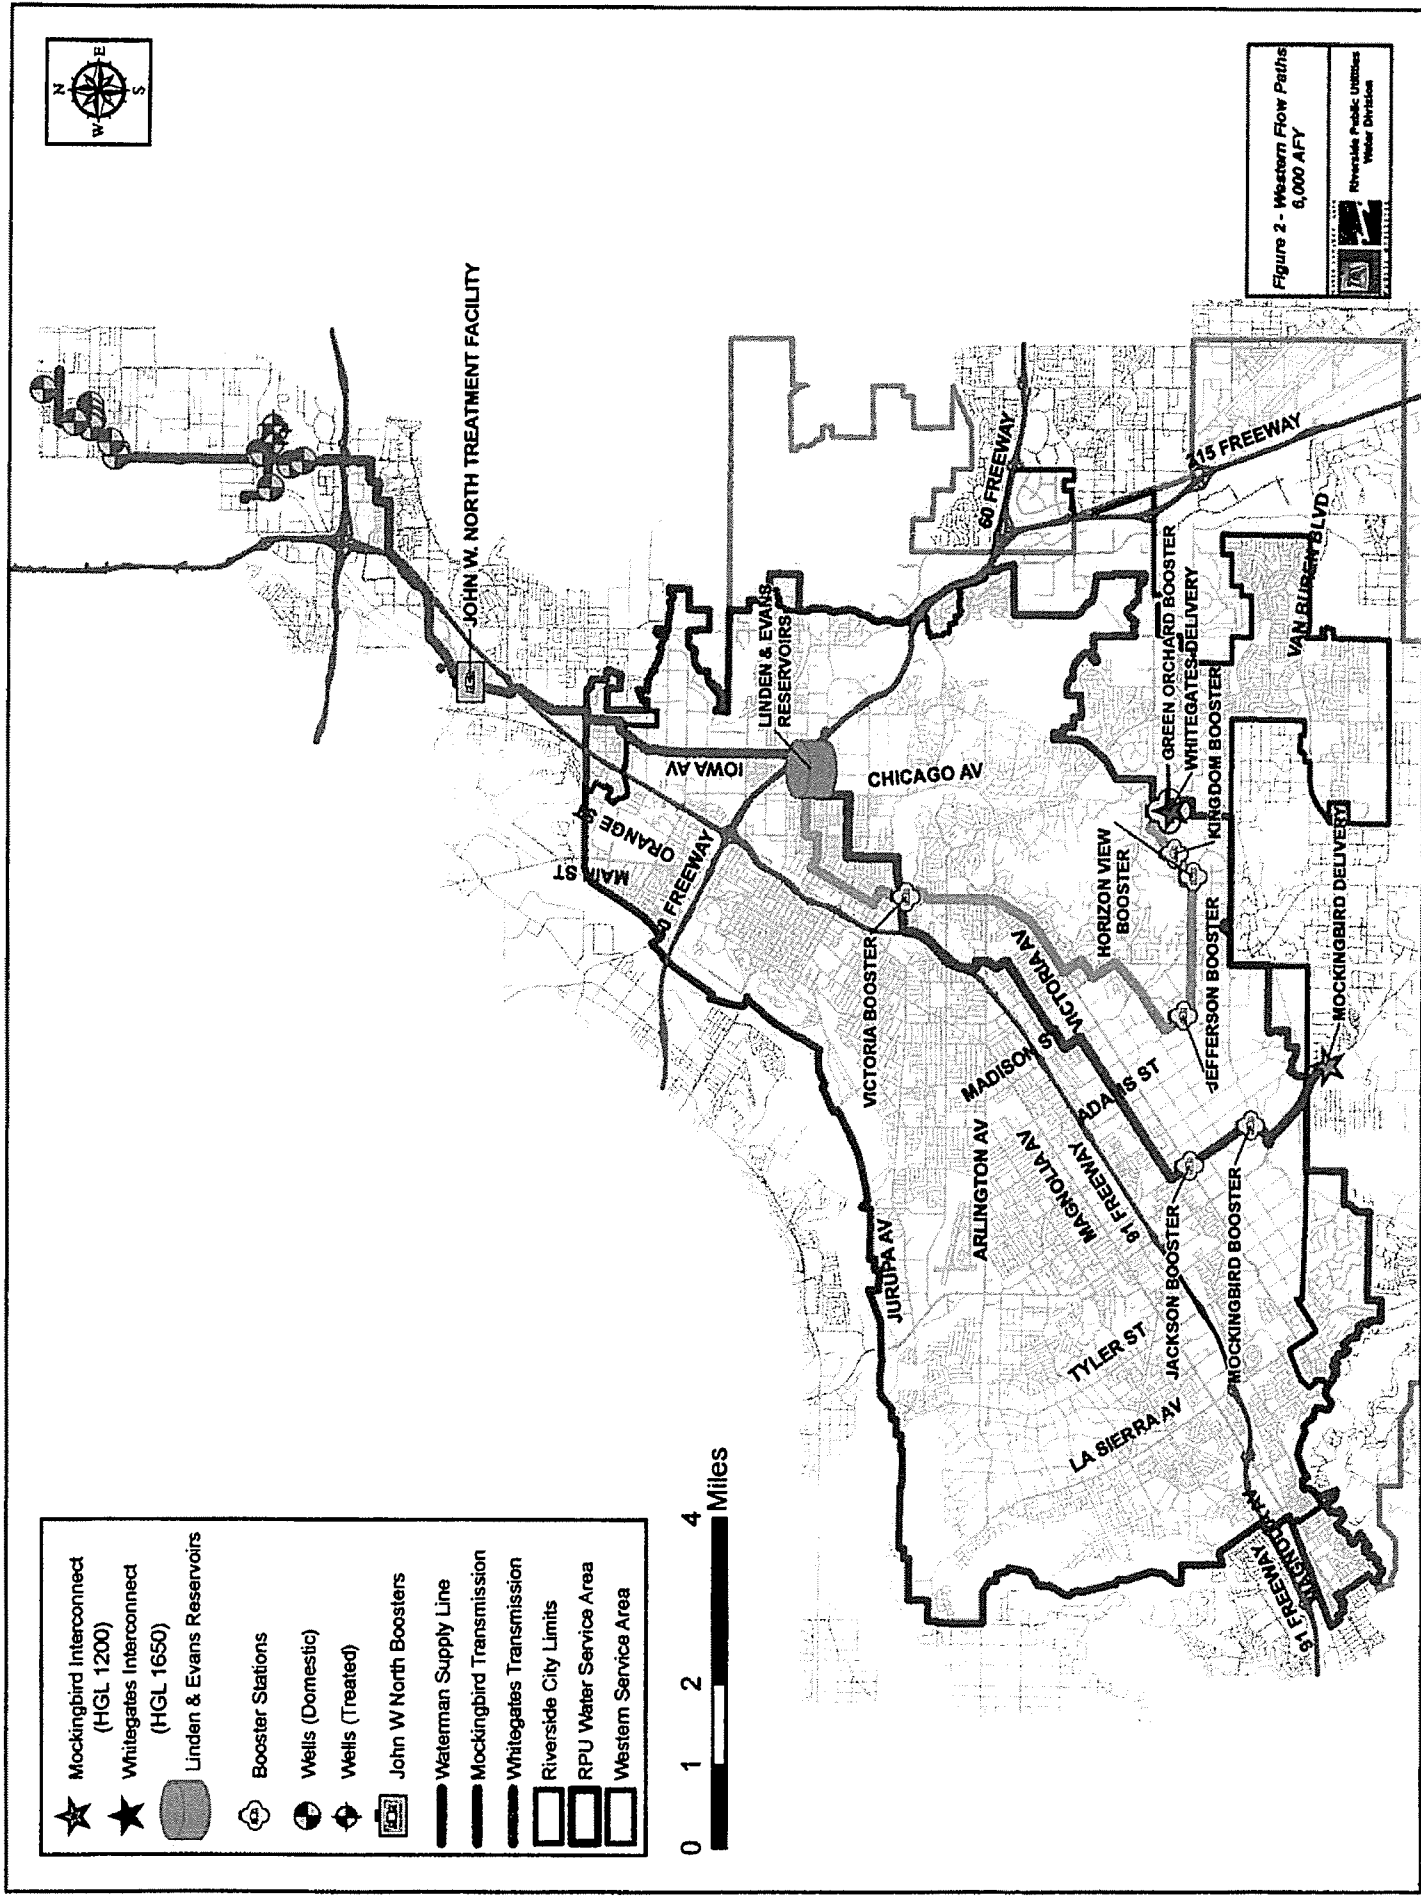 N
W
E
S
Mockingbird Interconnect
(HGL 1200)
Whitegates Interconnect
(HGL 1650)
Linden & Evans Reservoirs
Booster Stations
Wells (Domestic)
Wells (Treated)
John W North Boosters
Waterman Supply Line
Mockingbird Transmission
Whitegates Transmission
Riverside City Limits
RPU Water Service Area
Western Service Area
0
1
2
4
Miles
JOHN W. NORTH TREATMENT FACILITY
LINDEN & EVANS
RESERVOIRS
IOWA AV
CHICAGO AV
ORANGE ST
MAIN ST
60 FREEWAY
215 FREEWAY
VAN BUREN BLVD
GREEN ORCHARD BOOSTER
WHITEGATES DELIVERY
KINGDOM BOOSTER
HORIZON VIEW
BOOSTER
JEFFERSON BOOSTER
MOCKINGBIRD DELIVERY
VICTORIA BOOSTER
VICTORIA AV
MADISON S
ADAMS ST
ARLINGTON AV
MAGNOLIA AV
91 FREEWAY
JURUPA AV
JACKSON BOOSTER
MOCKINGBIRD BOOSTER
TYLER ST
LA SIERRA AV
91 FREEWAY
MAGNOLIA AV
Figure 2 - Western Flow Paths
6,000 AFY
Riverside Public Utilities
Water Division